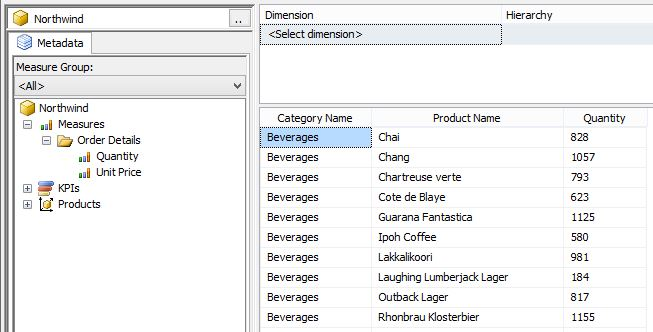 Northwind
..
Metadata
Measure Group:
<All>
Northwind
Measures
Order Details
Quantity
Unit Price
KPIs
Products
Dimension Hierarchy
<Select dimension>
Category Name Product Name Quantity
Beverages Chai 828
Beverages Chang 1057
Beverages Chartreuse verte 793
Beverages Cote de Blaye 623
Beverages Guarana Fantastica 1125
Beverages Ipoh Coffee 580
Beverages Lakkalikoori 981
Beverages Laughing Lumberjack Lager 184
Beverages Outback Lager 817
Beverages Rhonbrau Klosterbier 1155